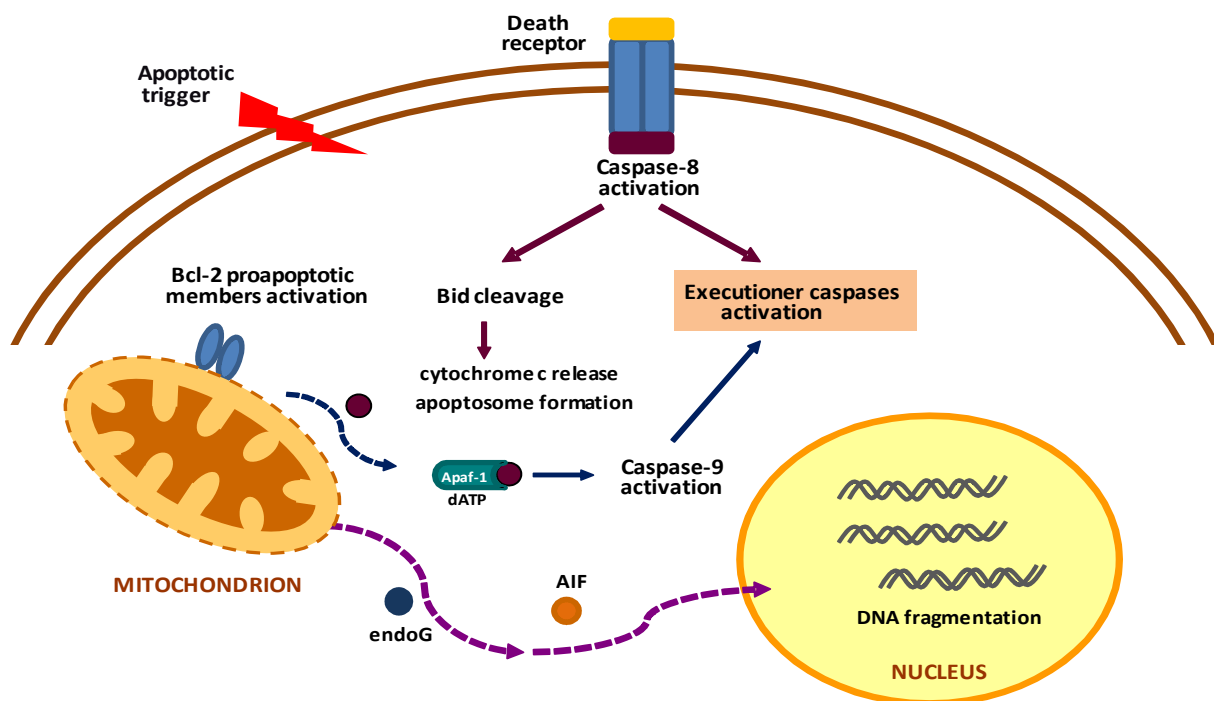 Death
receptor
Apoptotic
trigger
Caspase-8
activation
Bcl-2 proapoptotic
members activation
Bid cleavage
Executioner caspases
activation
cytochrome c release
apoptosome formation
Apaf-1
dATP
Caspase-9
activation
MITOCHONDRION
endoG
AIF
DNA fragmentation
NUCLEUS